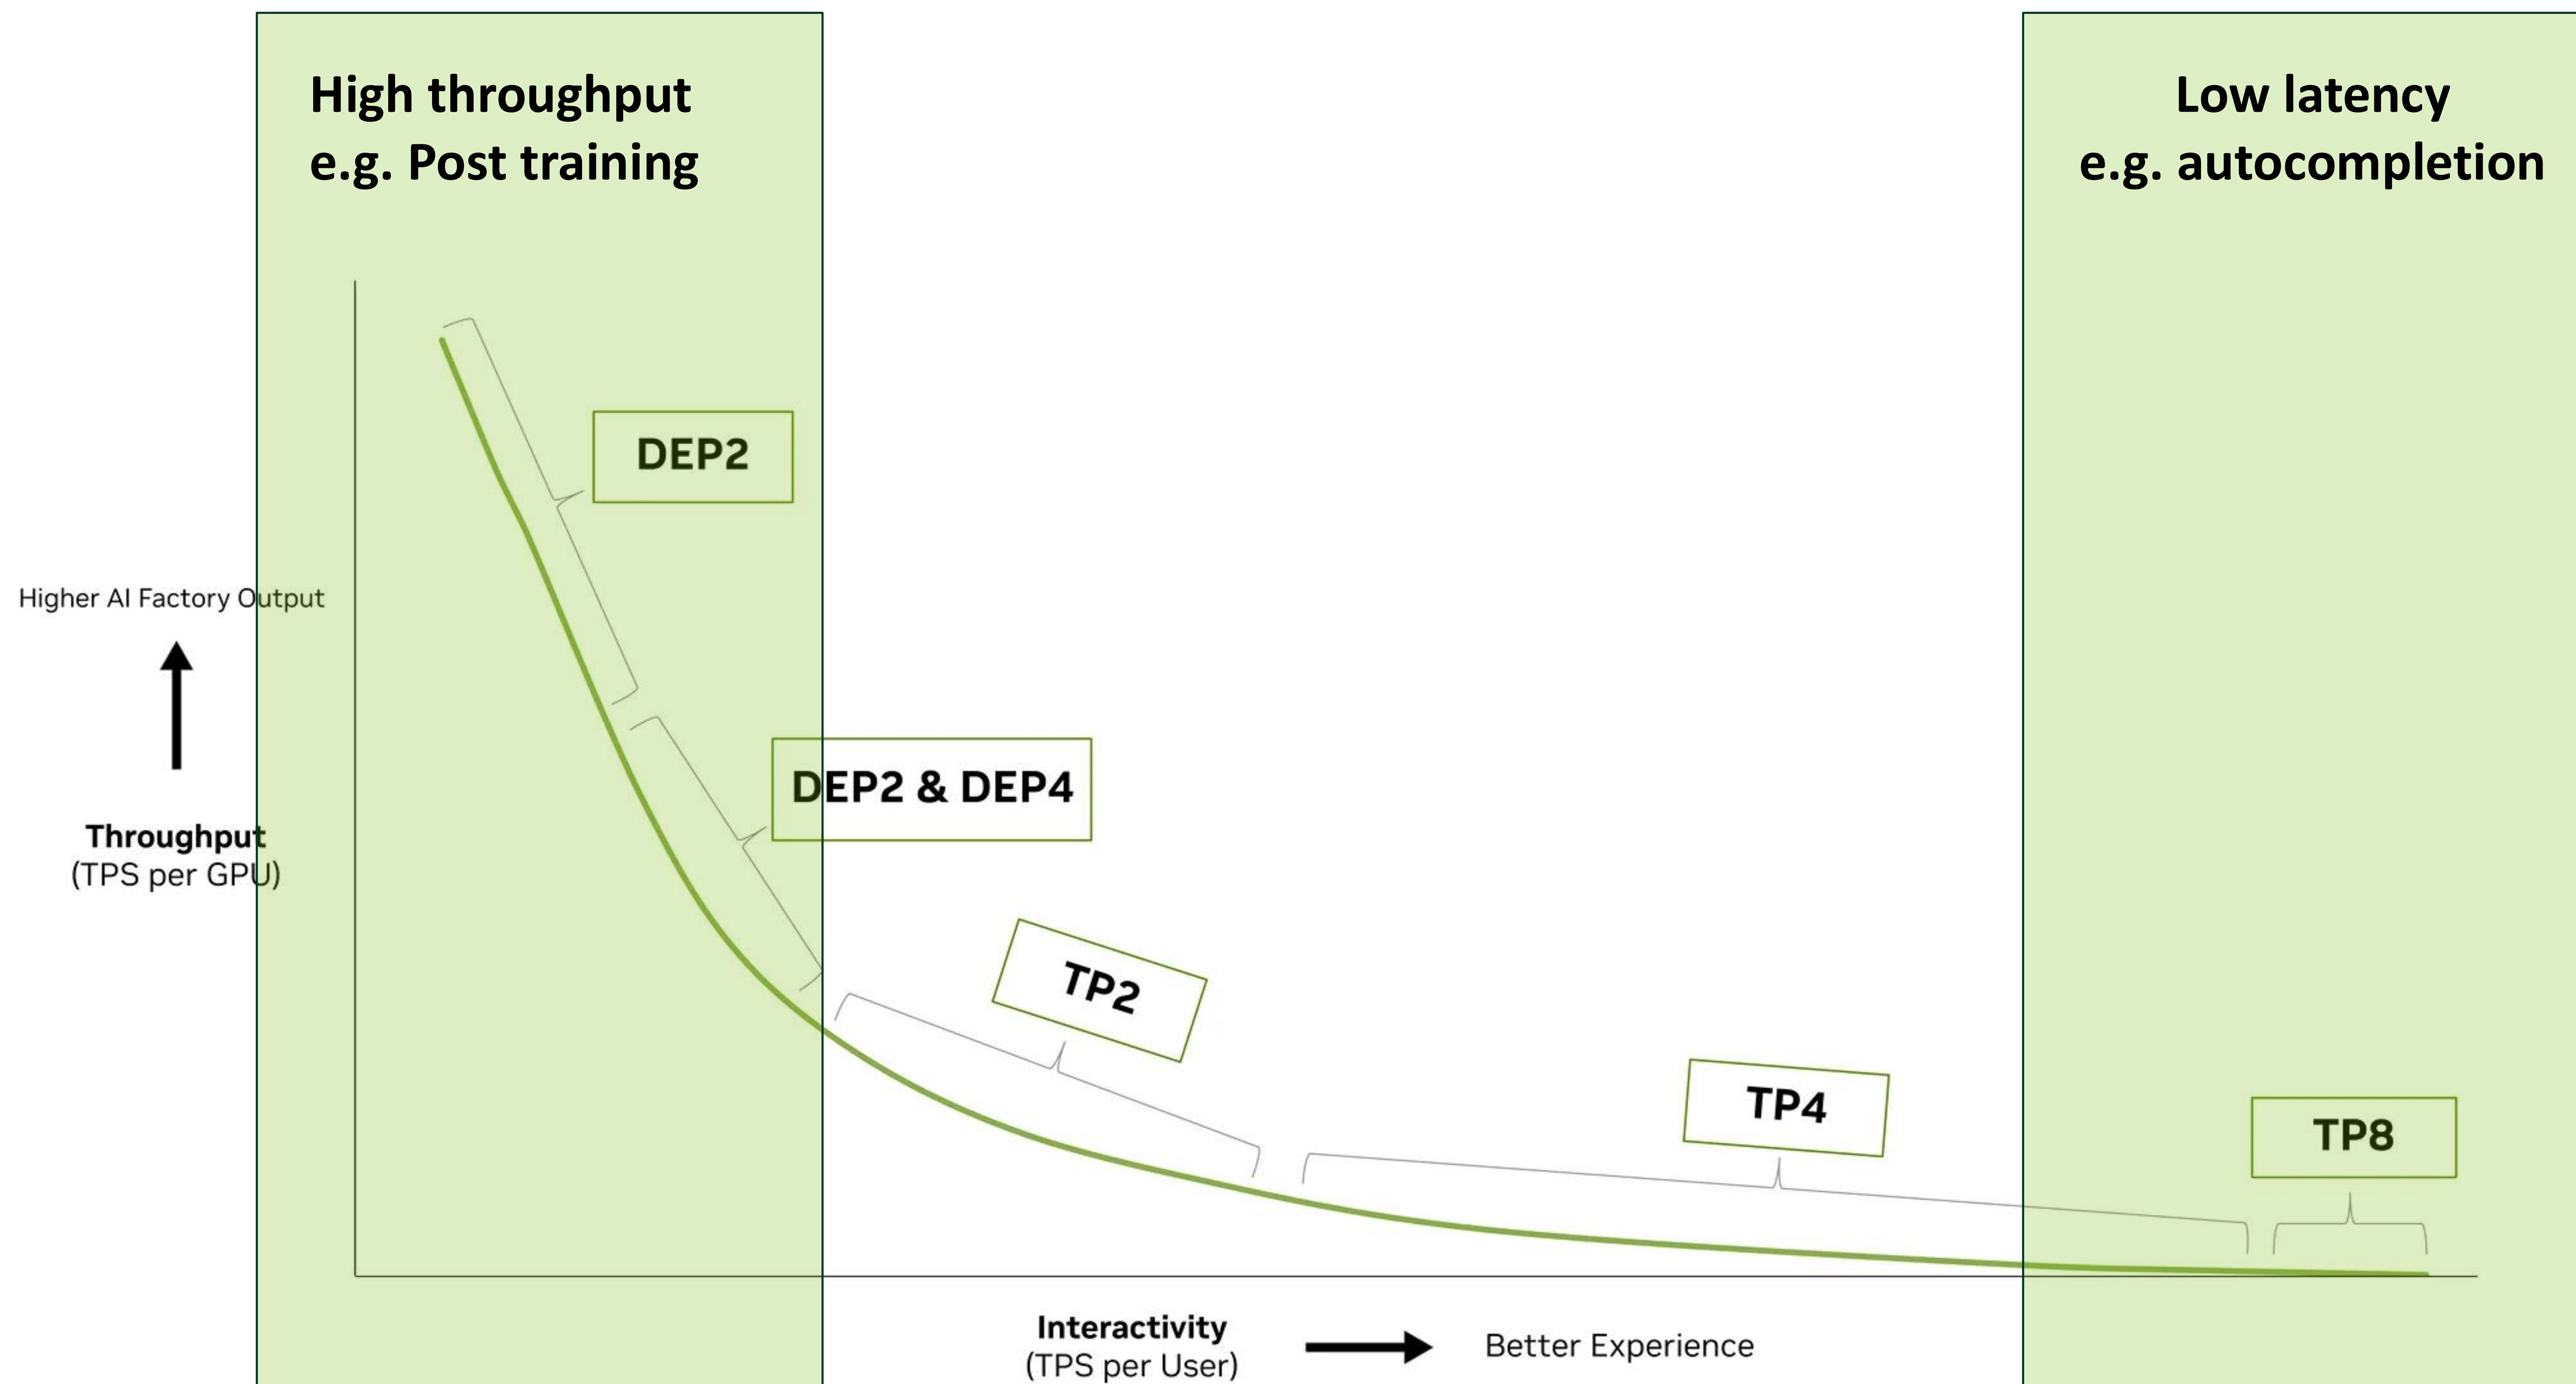 High throughput
e.g. Post training
Low latency
e.g. autocompletion
DEP2
Higher AI Factory Output
DEP2 & DEP4
Throughput
(TPS per GPU)
TP2
TP4
TP8
Interactivity
(TPS per User)
Better Experience